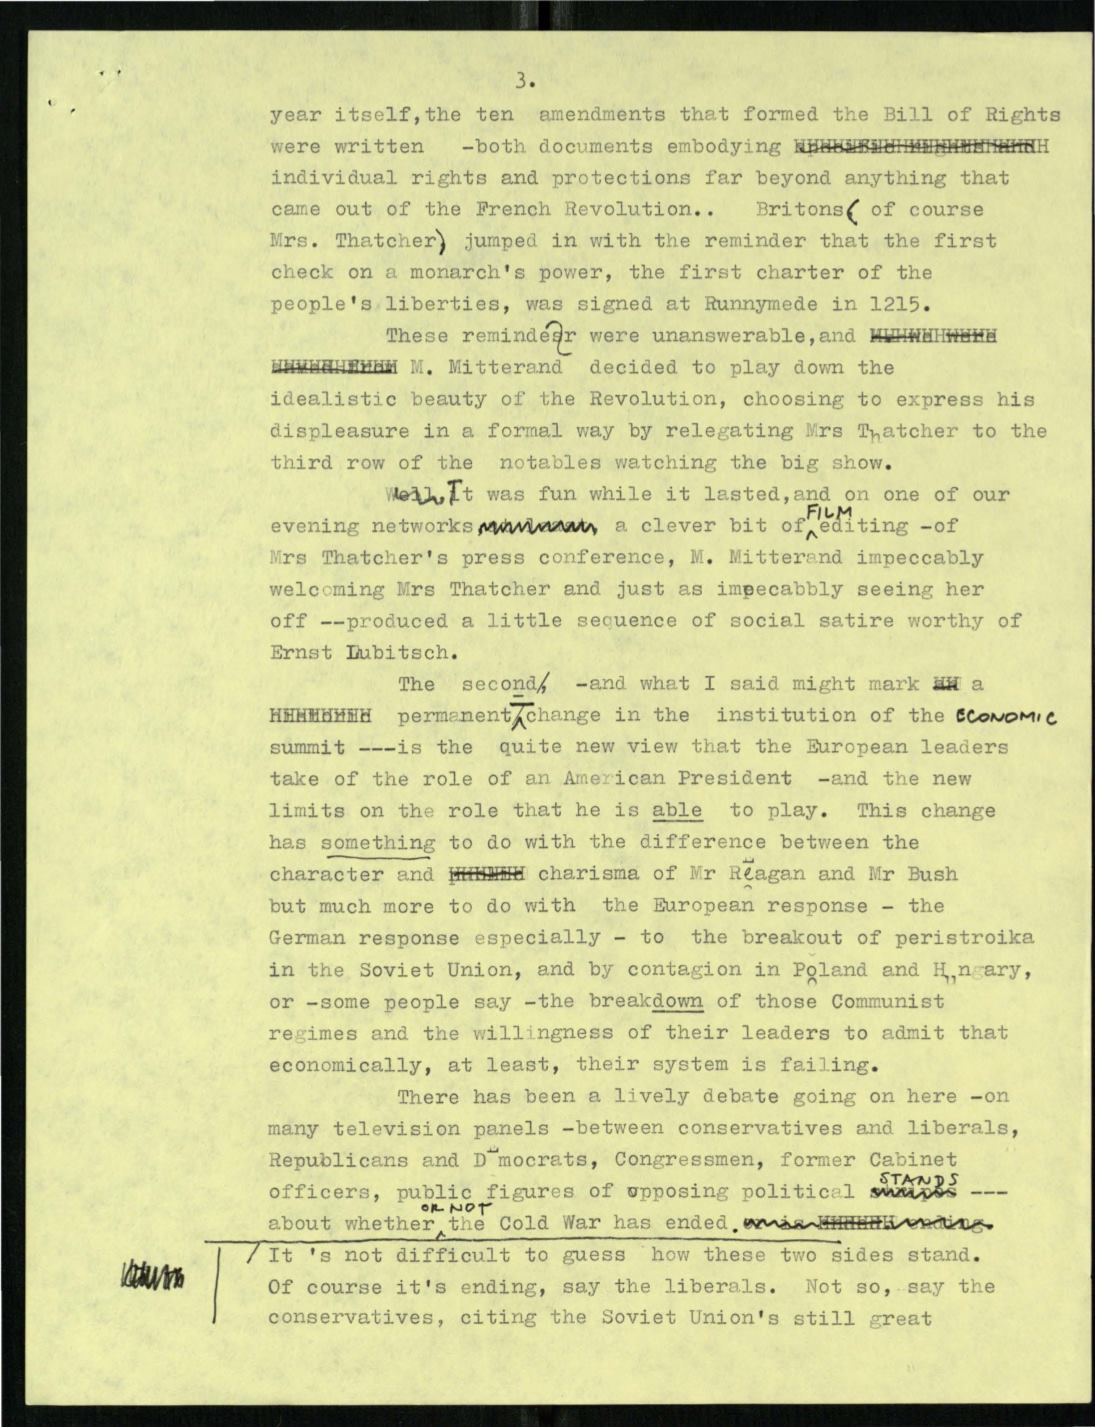 3.
year itself,the ten amendments that formed the Bill of Rights
were written -both documents embodying
individual rights and protections far beyond anything that
came out of the French Revolution.. Britons( of course
Mrs. Thatcher) jumped in with the reminder that the first
check on a monarch's power, the first charter of the
people's liberties, was signed at Runnymede in 1215.
These reminder were unanswerable,and
M. Mitterand decided to play down the
idealistic beauty of the Revolution, choosing to express his
displeasure in a formal way by relegating Mrs Thatcher to the
third row of the notables watching the big show.
Well, It was fun while it lasted,and on one of our
evening networks, a clever bit of FILM editing -of
Mrs Thatcher's press conference, M. Mitterand impeccably
welcoming Mrs Thatcher and just as impecabbly seeing her
off --produced a little sequence of social satire worthy of
Ernst Lubitsch.
The second, -and what I said might mark a
permanent change in the institution of the ECONOMIC
summit ---is the quite new view that the European leaders
take of the role of an American President -and the new
limits on the role that he is able to play. This change
has something to do with the difference between the
character and charisma of Mr Reagan and Mr Bush
but much more to do with the European response - the
German response especially - to the breakout of peristroika
in the Soviet Union, and by contagion in Poland and Hungary,
or -some people say -the breakdown of those Communist
regimes and the willingness of their leaders to admit that
economically, at least, their system is failing.
There has been a lively debate going on here -on
many television panels -between conservatives and liberals,
Republicans and Democrats, Congressmen, former Cabinet
officers, public figures of opposing political STANDS ---
about whether OR NOT the Cold War has ended.
It 's not difficult to guess how these two sides stand.
Of course it's ending, say the liberals. Not so, say the
conservatives, citing the Soviet Union's still great